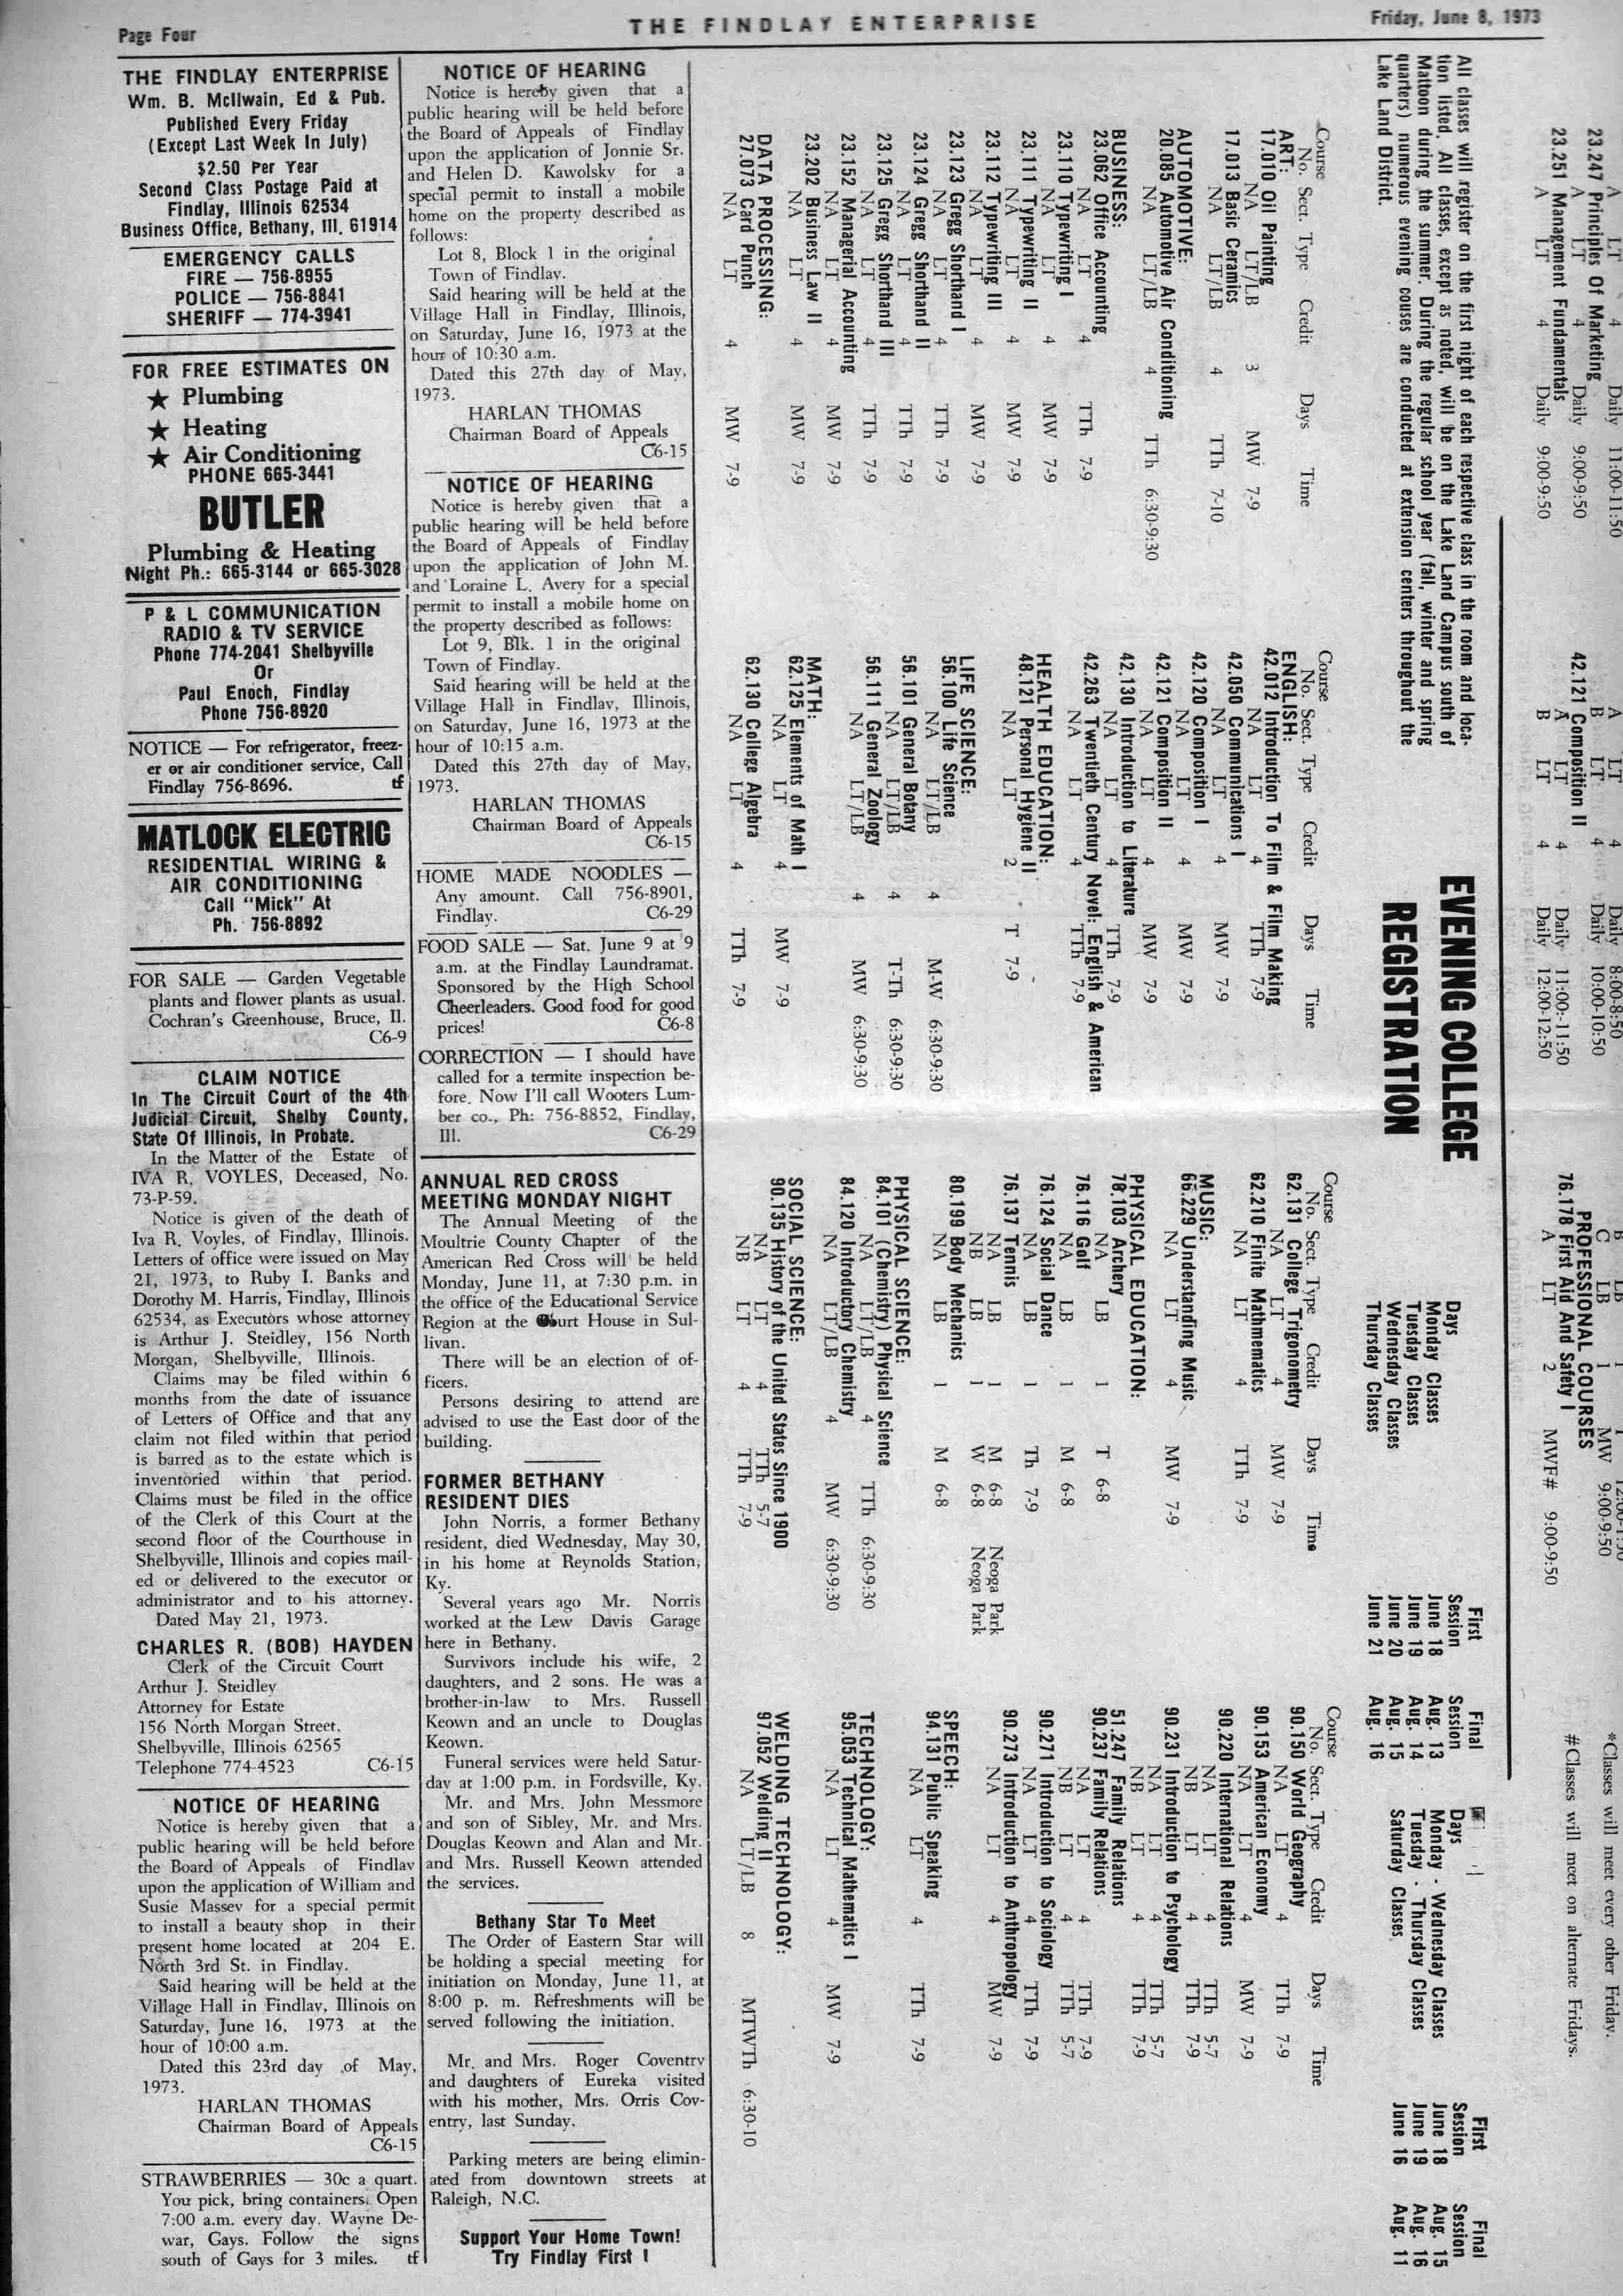 Page Four
THE FINDLAY ENTERPRISE
Friday, June 8, 1973
THE FINDLAY ENTERPRISE
Wm. B. McIlwain, Ed & Pub.
Published Every Friday
(Except Last Week In July)
$2.50 Per Year
Second Class Postage Paid at
Findlay, Illinois 62534
Business Office, Bethany, Ill. 61914
EMERGENCY CALLS
FIRE — 756-8955
POLICE — 756-8841
SHERIFF — 774-3941
FOR FREE ESTIMATES ON
★ Plumbing
★ Heating
★ Air Conditioning
PHONE 665-3441
BUTLER
Plumbing & Heating
Night Ph.: 665-3144 or 665-3028
P & L COMMUNICATION
RADIO & TV SERVICE
Phone 774-2041 Shelbyville
Or
Paul Enoch, Findlay
Phone 756-8920
NOTICE — For refrigerator, freez-
er or air conditioner service, Call
Findlay 756-8696. tf
MATLOCK ELECTRIC
RESIDENTIAL WIRING &
AIR CONDITIONING
Call "Mick" At
Ph. 756-8892
FOR SALE — Garden Vegetable
plants and flower plants as usual.
Cochran's Greenhouse, Bruce, Il.
C6-9
CLAIM NOTICE
In The Circuit Court of the 4th
Judicial Circuit, Shelby County,
State Of Illinois, In Probate.
In the Matter of the Estate of
IVA R. VOYLES, Deceased, No.
73-P-59.
Notice is given of the death of
Iva R. Voyles, of Findlay, Illinois.
Letters of office were issued on May
21, 1973, to Ruby I. Banks and
Dorothy M. Harris, Findlay, Illinois
62534, as Executors whose attorney
is Arthur J. Steidley, 156 North
Morgan, Shelbyville, Illinois.
Claims may be filed within 6
months from the date of issuance
of Letters of Office and that any
claim not filed within that period
is barred as to the estate which is
inventoried within that period.
Claims must be filed in the office
of the Clerk of this Court at the
second floor of the Courthouse in
Shelbyville, Illinois and copies mail-
ed or delivered to the executor or
administrator and to his attorney.
Dated May 21, 1973.
CHARLES R. (BOB) HAYDEN
Clerk of the Circuit Court
Arthur J. Steidley
Attorney for Estate
156 North Morgan Street,
Shelbyville, Illinois 62565
Telephone 774-4523 C6-15
NOTICE OF HEARING
Notice is hereby given that a
public hearing will be held before
the Board of Appeals of Findlay
upon the application of William and
Susie Massey for a special permit
to install a beauty shop in their
present home located at 204 E.
North 3rd St. in Findlay.
Said hearing will be held at the
Village Hall in Findlay, Illinois on
Saturday, June 16, 1973 at the
hour of 10:00 a.m.
Dated this 23rd day of May,
1973.
HARLAN THOMAS
Chairman Board of Appeals
C6-15
STRAWBERRIES — 30c a quart.
You pick, bring containers. Open
7:00 a.m. every day. Wayne De-
war, Gays. Follow the signs
south of Gays for 3 miles. tf
NOTICE OF HEARING
Notice is hereby given that a
public hearing will be held before
the Board of Appeals of Findlay
upon the application of Jonnie Sr.
and Helen D. Kawolsky for a
special permit to install a mobile
home on the property described as
follows:
Lot 8, Block 1 in the original
Town of Findlay.
Said hearing will be held at the
Village Hall in Findlay, Illinois,
on Saturday, June 16, 1973 at the
hour of 10:30 a.m.
Dated this 27th day of May,
1973.
HARLAN THOMAS
Chairman Board of Appeals
C6-15
NOTICE OF HEARING
Notice is hereby given that a
public hearing will be held before
the Board of Appeals of Findlay
upon the application of John M.
and Loraine L. Avery for a special
permit to install a mobile home on
the property described as follows:
Lot 9, Blk. 1 in the original
Town of Findlay.
Said hearing will be held at the
Village Hall in Findlay, Illinois,
on Saturday, June 16, 1973 at the
hour of 10:15 a.m.
Dated this 27th day of May,
1973.
HARLAN THOMAS
Chairman Board of Appeals
C6-15
HOME MADE NOODLES —
Any amount. Call 756-8901,
Findlay. C6-29
FOOD SALE — Sat. June 9 at 9
a.m. at the Findlay Laundramat.
Sponsored by the High School
Cheerleaders. Good food for good
prices! C6-8
CORRECTION — I should have
called for a termite inspection be-
fore. Now I'll call Wooters Lum-
ber co., Ph: 756-8852, Findlay,
Ill. C6-29
ANNUAL RED CROSS
MEETING MONDAY NIGHT
The Annual Meeting of the
Moultrie County Chapter of the
American Red Cross will be held
Monday, June 11, at 7:30 p.m. in
the office of the Educational Service
Region at the Court House in Sul-
livan.
There will be an election of of-
ficers.
Persons desiring to attend are
advised to use the East door of the
building.
FORMER BETHANY
RESIDENT DIES
John Norris, a former Bethany
resident, died Wednesday, May 30,
in his home at Reynolds Station,
Ky.
Several years ago Mr. Norris
worked at the Lew Davis Garage
here in Bethany.
Survivors include his wife, 2
daughters, and 2 sons. He was a
brother-in-law to Mrs. Russell
Keown and an uncle to Douglas
Keown.
Funeral services were held Satur-
day at 1:00 p.m. in Fordsville, Ky.
Mr. and Mrs. John Messmore
and son of Sibley, Mr. and Mrs.
Douglas Keown and Alan and Mr.
and Mrs. Russell Keown attended
the services.
Bethany Star To Meet
The Order of Eastern Star will
be holding a special meeting for
initiation on Monday, June 11, at
8:00 p. m. Refreshments will be
served following the initiation.
Mr. and Mrs. Roger Coventry
and daughters of Eureka visited
with his mother, Mrs. Orris Cov-
entry, last Sunday.
Parking meters are being elimin-
ated from downtown streets at
Raleigh, N.C.
Support Your Home Town!
Try Findlay First !
A LT 4 Daily 11:00-11:50
23.247 Principles Of Marketing
A LT 4 Daily 9:00-9:50
23.251 Management Fundamentals
A LT 4 Daily 9:00-9:50
A LT 4 Daily 8:00-8:50
B LT 4 Daily 10:00-10:50
42.121 Composition II
A LT 4 Daily 11:00-11:50
B LT 4 Daily 12:00-12:50
C LB 1 MW 9:00-9:50
PROFESSIONAL COURSES
76.178 First Aid And Safety I
A LT 2 MWF# 9:00-9:50
*Classes will meet every other Friday.
#Classes will meet on alternate Fridays.
EVENING COLLEGE
REGISTRATION
All classes will register on the first night of each respective class in the room and loca-
tion listed. All classes, except as noted, will be on the Lake Land Campus south of
Mattoon during the summer. During the regular school year (fall, winter and spring
quarters) numerous evening couses are conducted at extension centers throughout the
Lake Land District.
Days First Session Final Session
Monday Classes June 18 Aug. 13
Tuesday Classes June 19 Aug. 14
Wednesday Classes June 20 Aug. 15
Thursday Classes June 21 Aug. 16
Days First Session Final Session
Monday - Wednesday Classes June 18 Aug. 15
Tuesday - Thursday Classes June 19 Aug. 16
Saturday Classes June 16 Aug. 11
Course No. Sect. Type Credit Days Time
ART:
17.010 Oil Painting
NA LT/LB 3 MW 7-9
17.013 Basic Ceramics
NA LT/LB 4 TTh 7-10
AUTOMOTIVE:
20.085 Automotive Air Conditioning
NA LT/LB 4 TTh 6:30-9:30
BUSINESS:
23.062 Office Accounting
NA LT 4 TTh 7-9
23.110 Typewriting I
NA LT 4 MW 7-9
23.111 Typewriting II
NA LT 4 MW 7-9
23.112 Typewriting III
NA LT 4 MW 7-9
23.123 Gregg Shorthand I
NA LT 4 TTh 7-9
23.124 Gregg Shorthand II
NA LT 4 TTh 7-9
23.125 Gregg Shorthand III
NA LT 4 TTh 7-9
23.152 Managerial Accounting
NA LT 4 MW 7-9
23.202 Business Law II
NA LT 4 MW 7-9
DATA PROCESSING:
27.073 Card Punch
NA LT 4 MW 7-9
Course No. Sect. Type Credit Days Time
ENGLISH:
42.012 Introduction To Film & Film Making
NA LT 4 TTh 7-9
42.050 Communications I
NA LT 4 MW 7-9
42.120 Composition I
NA LT 4 MW 7-9
42.121 Composition II
NA LT 4 MW 7-9
42.130 Introduction to Literature
NA LT 4 TTh 7-9
42.263 Twentieth Century Novel: English & American
NA LT 4 TTh 7-9
HEALTH EDUCATION:
48.121 Personal Hygiene II
NA LT 2 T 7-9
LIFE SCIENCE:
56.100 Life Science
NA LT/LB 4 M-W 6:30-9:30
56.101 General Botany
NA LT/LB 4 T-Th 6:30-9:30
56.111 General Zoology
NA LT/LB 4 MW 6:30-9:30
MATH:
62.125 Elements of Math I
NA LT 4 MW 7-9
62.130 College Algebra
NA LT 4 TTh 7-9
Course No. Sect. Type Credit Days Time
62.131 College Trigonometry
NA LT 4 MW 7-9
62.210 Finite Mathematics
NA LT 4 TTh 7-9
MUSIC:
66.229 Understanding Music
NA LT 4 MW 7-9
PHYSICAL EDUCATION:
76.103 Archery
NA LB 1 T 6-8
76.116 Golf
NA LB 1 M 6-8
76.124 Social Dance
NA LB 1 Th 7-9
76.137 Tennis
NA LB 1 M 6-8 Neoga Park
NB LB 1 W 6-8 Neoga Park
80.199 Body Mechanics
NA LB 1 M 6-8
PHYSICAL SCIENCE:
84.101 (Chemistry) Physical Science
NA LT/LB 4 TTh 6:30-9:30
84.120 Introductory Chemistry
NA LT/LB 4 MW 6:30-9:30
SOCIAL SCIENCE:
90.135 History of the United States Since 1900
NA LT 4 TTh 5-7
NB LT 4 TTh 7-9
Course No. Sect. Type Credit Days Time
90.150 World Geography
NA LT 4 TTh 7-9
90.153 American Economy
NA LT 4 MW 7-9
90.220 International Relations
NA LT 4 TTh 5-7
NB LT 4 TTh 7-9
90.231 Introduction to Psychology
NA LT 4 TTh 5-7
NB LT 4 TTh 7-9
51.247 Family Relations
90.237 Family Relations
NA LT 4 TTh 7-9
NB LT 4 TTh 5-7
90.271 Introduction to Sociology
NA LT 4 TTh 7-9
90.273 Introduction to Anthropology
NA LT 4 MW 7-9
SPEECH:
94.131 Public Speaking
NA LT 4 TTh 7-9
TECHNOLOGY:
95.053 Technical Mathematics I
NA LT 4 MW 7-9
WELDING TECHNOLOGY:
97.052 Welding II
NA LT/LB 8 MTWTh 6:30-10